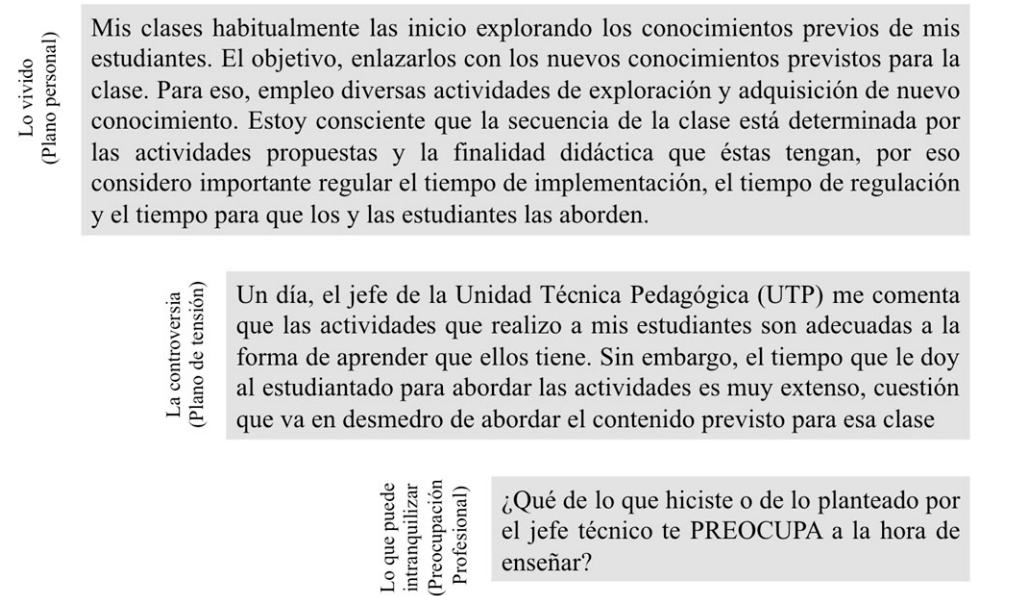 Lo vivido
(Plano personal)
Mis clases habitualmente las inicio explorando los conocimientos previos de mis
estudiantes. El objetivo, enlazarlos con los nuevos conocimientos previstos para la
clase. Para eso, empleo diversas actividades de exploración y adquisición de nuevo
conocimiento. Estoy consciente que la secuencia de la clase está determinada por
las actividades propuestas y la finalidad didáctica que éstas tengan, por eso
considero importante regular el tiempo de implementación, el tiempo de regulación
y el tiempo para que los y las estudiantes las aborden.
La controversia
(Plano de tensión)
Un día, el jefe de la Unidad Técnica Pedagógica (UTP) me comenta
que las actividades que realizo a mis estudiantes son adecuadas a la
forma de aprender que ellos tiene. Sin embargo, el tiempo que le doy
al estudiantado para abordar las actividades es muy extenso, cuestión
que va en desmedro de abordar el contenido previsto para esa clase
Lo que puede
intranquilizar
(Preocupación
Profesional)
¿Qué de lo que hiciste o de lo planteado por
el jefe técnico te PREOCUPA a la hora de
enseñar?